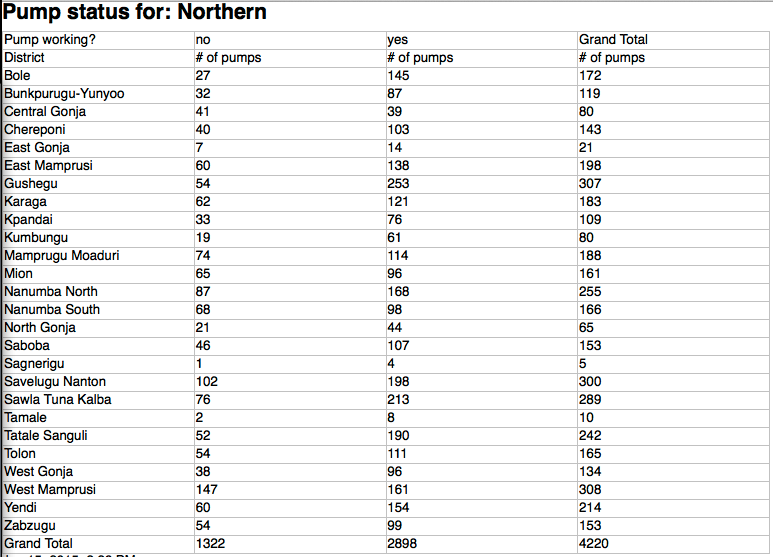 Pump status for: Northern
Pump working? no yes Grand Total
District # of pumps # of pumps # of pumps
Bole 27 145 172
Bunkpurugu-Yunyoo 32 87 119
Central Gonja 41 39 80
Chereponi 40 103 143
East Gonja 7 14 21
East Mamprusi 60 138 198
Gushegu 54 253 307
Karaga 62 121 183
Kpandai 33 76 109
Kumbungu 19 61 80
Mamprugu Moaduri 74 114 188
Mion 65 96 161
Nanumba North 87 168 255
Nanumba South 68 98 166
North Gonja 21 44 65
Saboba 46 107 153
Sagnerigu 1 4 5
Savelugu Nanton 102 198 300
Sawla Tuna Kalba 76 213 289
Tamale 2 8 10
Tatale Sanguli 52 190 242
Tolon 54 111 165
West Gonja 38 96 134
West Mamprusi 147 161 308
Yendi 60 154 214
Zabzugu 54 99 153
Grand Total 1322 2898 4220